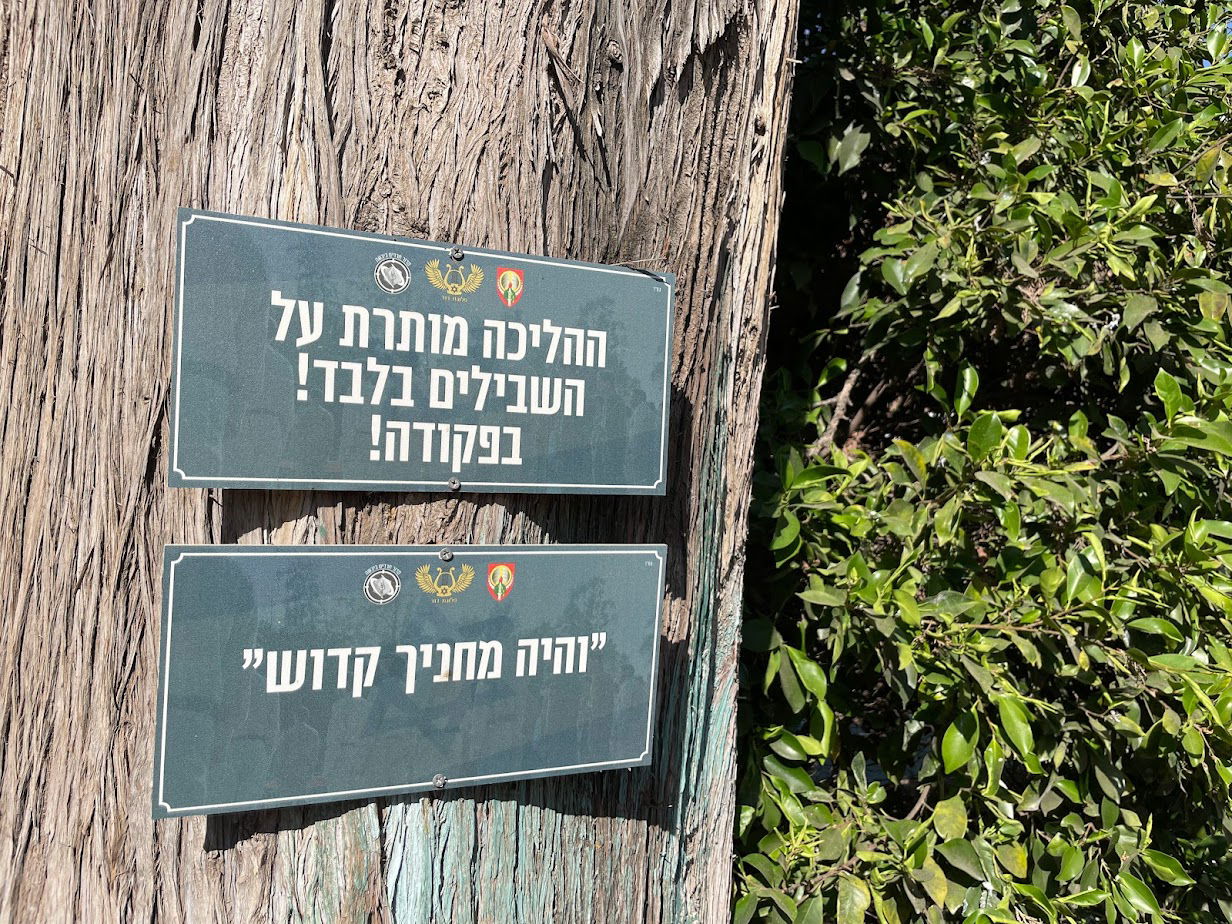 ההליכה מותרת על
השבילים בלבד!
בפקודה!
"והיה מחניך קדוש"